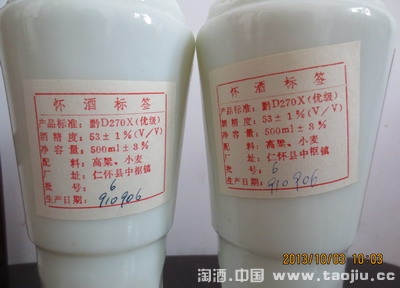 怀酒标签
产品标准：黔D270X(优级)
酒精度：53±1%(V/V)
净容量：500ml±3%
配料：高粱、小麦
厂址：仁怀县中枢镇
批号：6
生产日期：910906
怀酒标签
产品标准：黔D270X(优级)
酒精度：53±1%(V/V)
净容量：500ml±3%
配料：高粱、小麦
厂址：仁怀县中枢镇
批号：6
生产日期：910906
2013/10/03 10:03
淘酒.中国 www.taojiu.cc